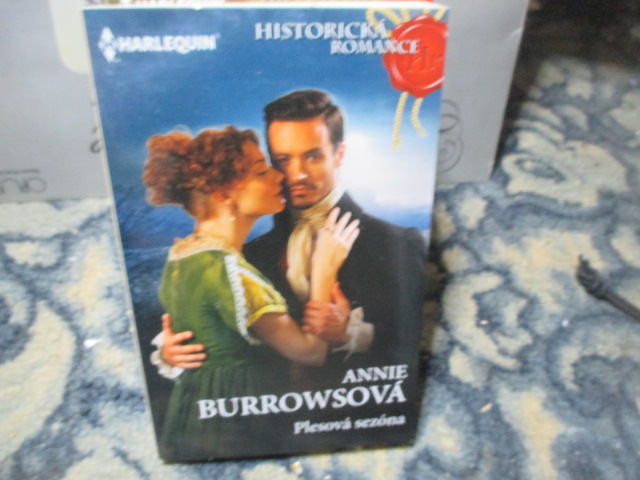 HARLEQUIN
HISTORICKÁ
ROMANCE
ANNIE
BURROWSOVÁ
Plesová sezóna